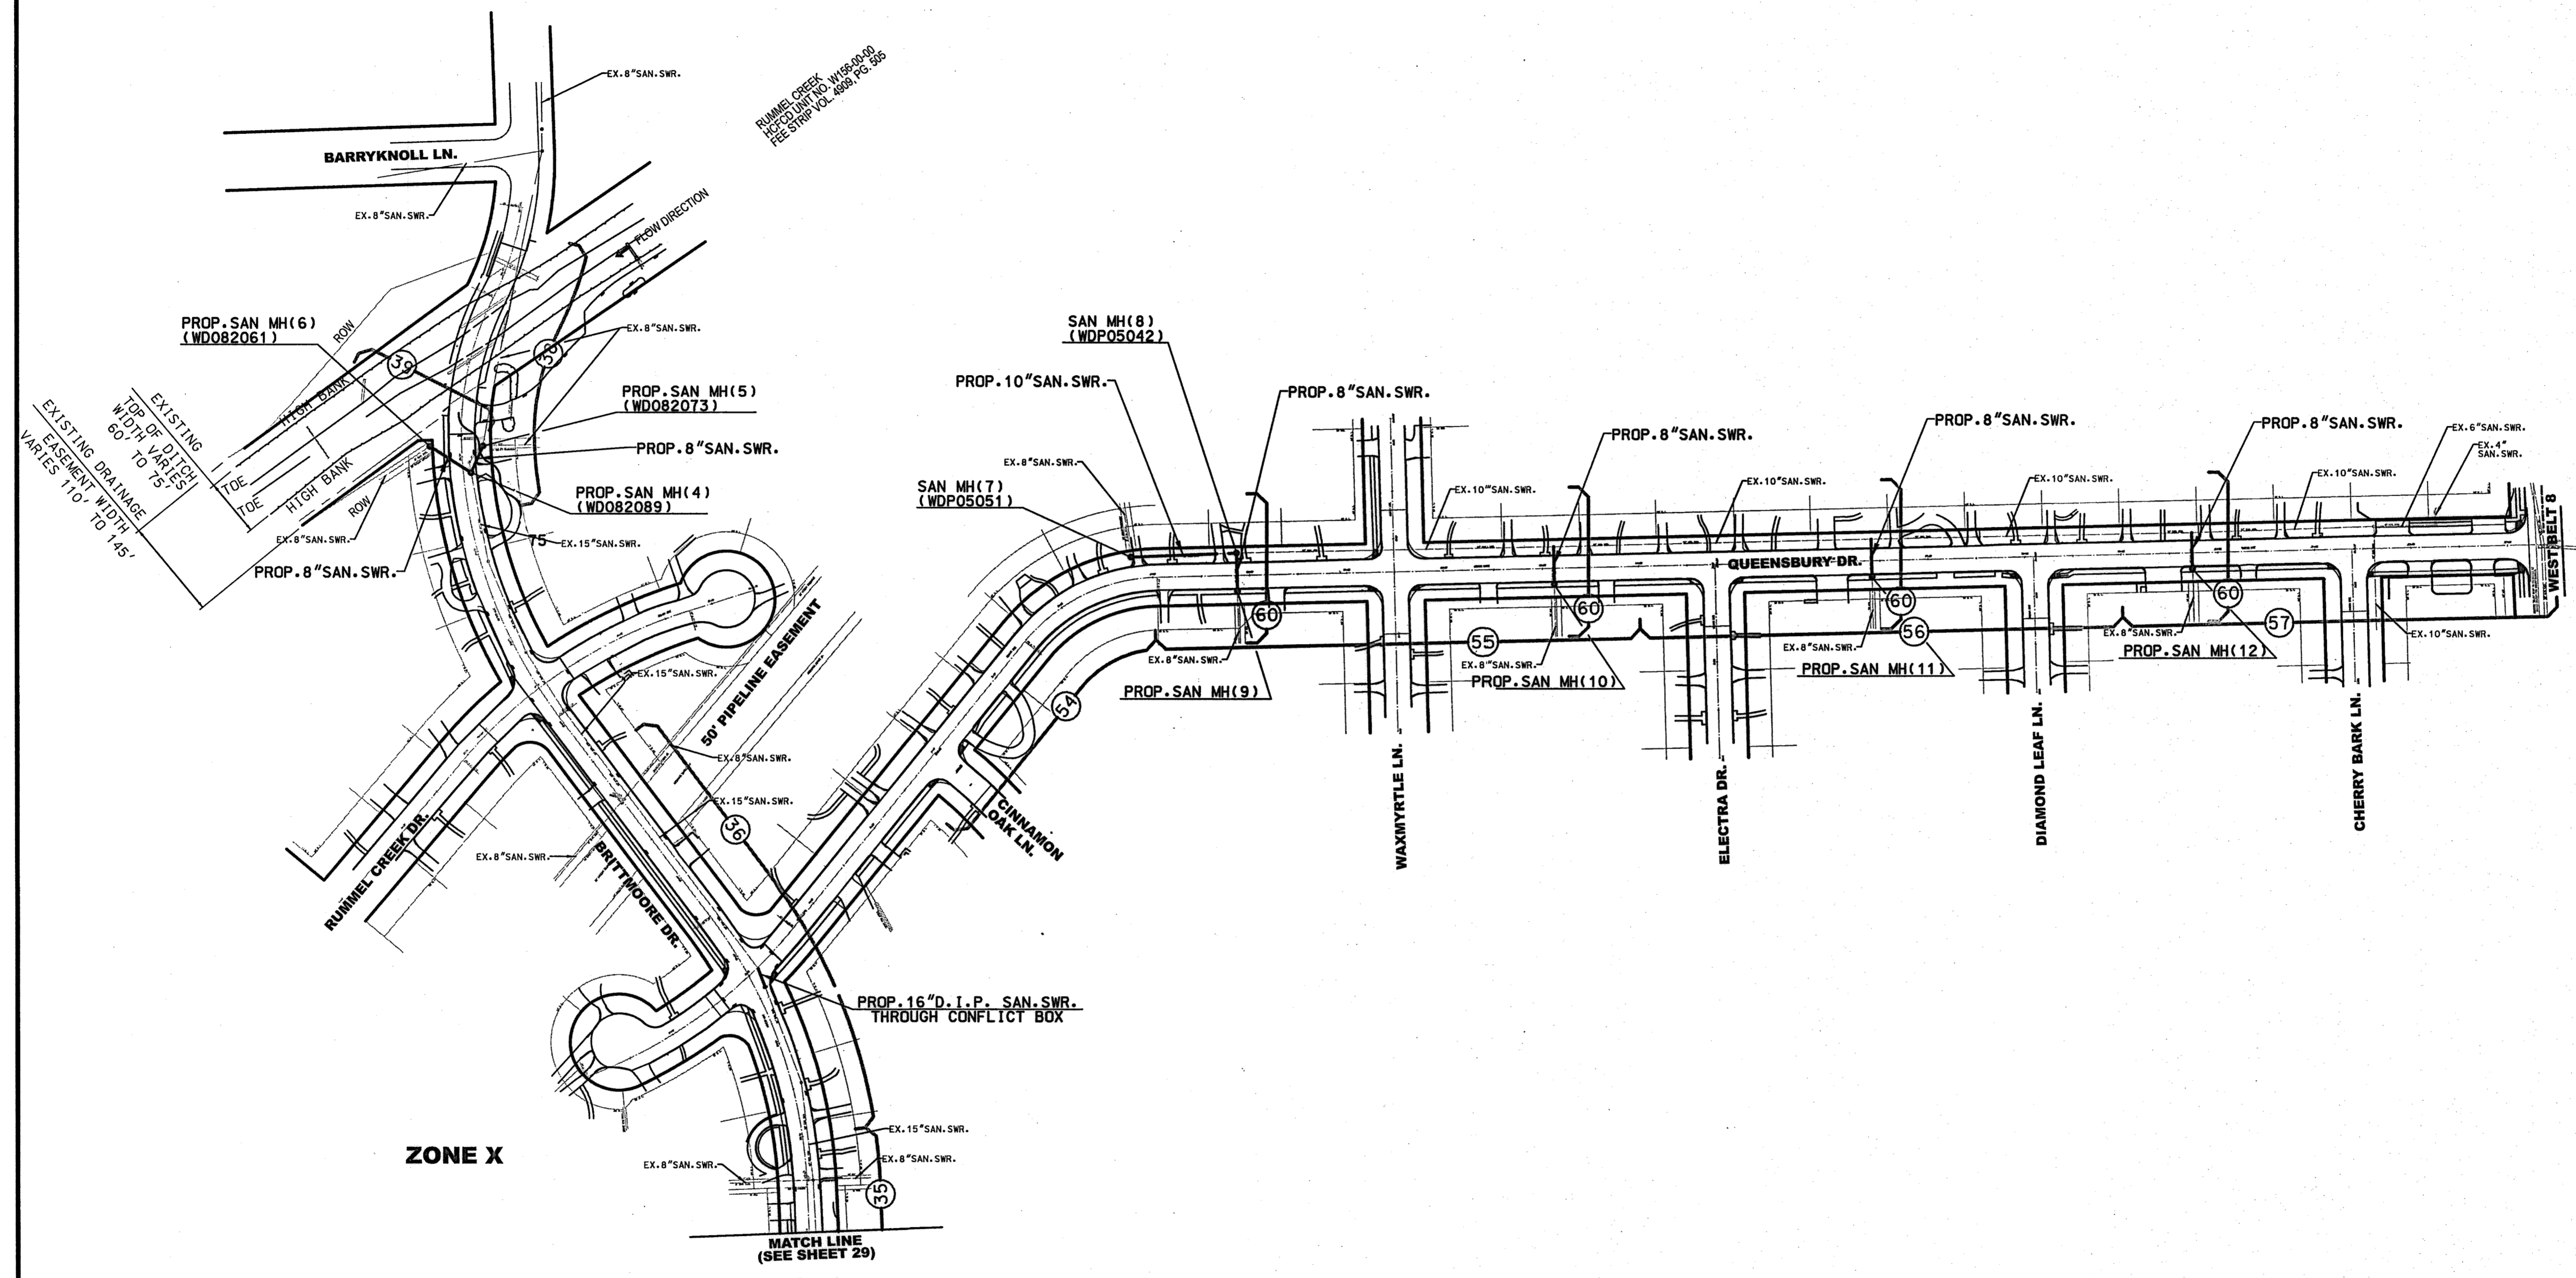 EX.8"SAN.SWR.
RUMMEL CREEK
HCFCD UNIT NO. W156-00-00
FEE STRIP VOL. 4909, PG. 505
BARRYKNOLL LN.
EX.8"SAN.SWR.
FLOW DIRECTION
PROP.SAN MH(6)
(WD082061)
ROW
39
30
EX.8"SAN.SWR.
SAN MH(8)
(WDP05042)
EXISTING
TOP OF DITCH
WIDTH VARIES
60' TO 75'
EXISTING DRAINAGE
EASEMENT WIDTH
VARIES 110' TO 145'
HIGH BANK
TOE
TOE
HIGH BANK
ROW
PROP.SAN MH(5)
(WD082073)
PROP.8"SAN.SWR.
PROP.SAN MH(4)
(WD082089)
EX.8"SAN.SWR.
75
EX.15"SAN.SWR.
PROP.8"SAN.SWR.
PROP.10"SAN.SWR.
PROP.8"SAN.SWR.
EX.8"SAN.SWR.
SAN MH(7)
(WDP05051)
PROP.8"SAN.SWR.
EX.10"SAN.SWR.
PROP.8"SAN.SWR.
EX.10"SAN.SWR.
PROP.8"SAN.SWR.
EX.10"SAN.SWR.
EX.10"SAN.SWR.
EX.6"SAN.SWR.
EX.4"
SAN.SWR.
QUEENSBURY DR.
WEST BELT 8
60
60
60
60
55
56
57
EX.8"SAN.SWR.
PROP.SAN MH(9)
EX.8"SAN.SWR.
PROP.SAN MH(10)
EX.8"SAN.SWR.
PROP.SAN MH(11)
EX.8"SAN.SWR.
PROP.SAN MH(12)
EX.10"SAN.SWR.
EX.15"SAN.SWR.
50' PIPELINE EASEMENT
54
EX.8"SAN.SWR.
EX.15"SAN.SWR.
36
CINNAMON
OAK LN.
WAXMYRTLE LN.
ELECTRA DR.
DIAMOND LEAF LN.
CHERRY BARK LN.
RUMMEL CREEK DR.
EX.8"SAN.SWR.
BRITTMOORE DR.
PROP.16"D.I.P. SAN.SWR.
THROUGH CONFLICT BOX
ZONE X
EX.15"SAN.SWR.
EX.8"SAN.SWR.
EX.8"SAN.SWR.
35
MATCH LINE
(SEE SHEET 29)